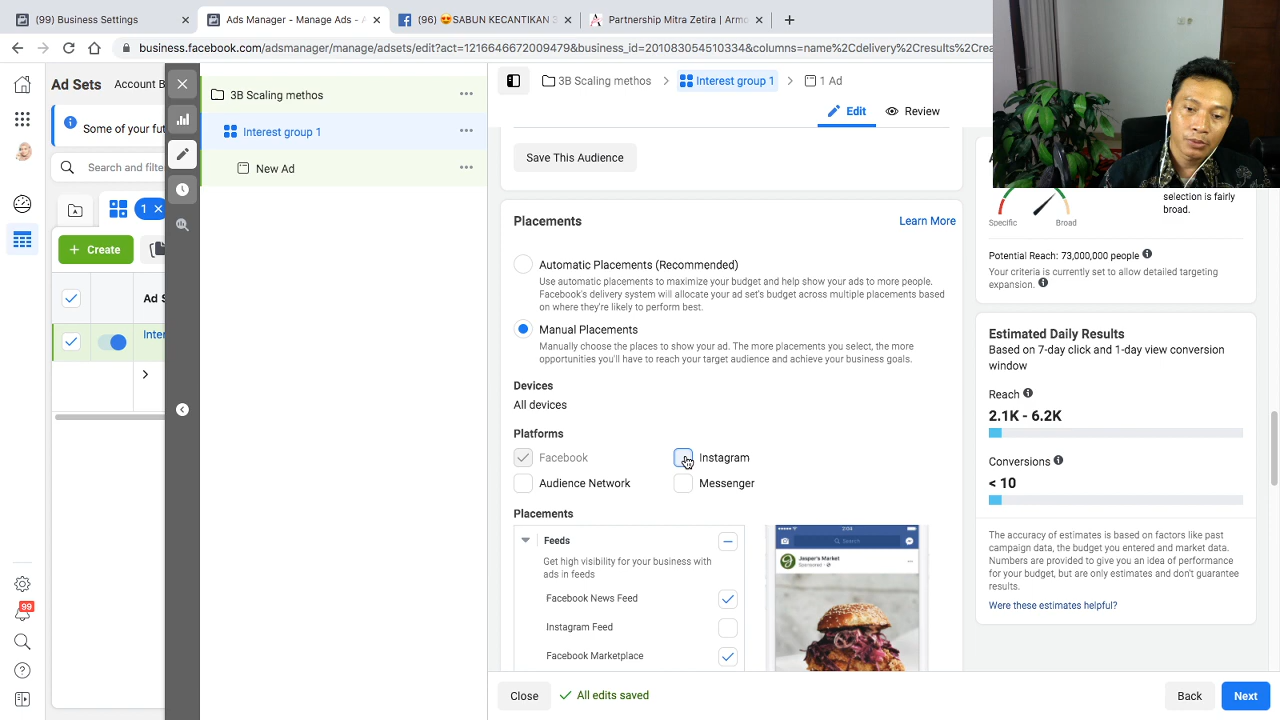 (99) Business Settings
Ads Manager - Manage Ads - A
(96) 😍SABUN KECANTIKAN S
Partnership Mitra Zetira | Armo
business.facebook.com/adsmanager/manage/adsets/edit?act=1216646672009479&business_id=201083054510334&columns=name%2Cdelivery%2Cresults%2Crea
Ad Sets
Account B
Some of your fut
Search and filte
1
Create
Ad S
Inter
99
3B Scaling methos
Interest group 1
New Ad
3B Scaling methos
Interest group 1
1 Ad
Edit
Review
Save This Audience
Placements
Learn More
Automatic Placements (Recommended)
Use automatic placements to maximize your budget and help show your ads to more people.
Facebook's delivery system will allocate your ad set's budget across multiple placements based
on where they're likely to perform best.
Manual Placements
Manually choose the places to show your ad. The more placements you select, the more
opportunities you'll have to reach your target audience and achieve your business goals.
Devices
All devices
Platforms
Facebook
Instagram
Audience Network
Messenger
Placements
Feeds
Get high visibility for your business with
ads in feeds
Facebook News Feed
Instagram Feed
Facebook Marketplace
2:04
Search
Jasper's Market
Sponsored
Specific
Broad
selection is fairly
broad.
Potential Reach: 73,000,000 people
Your criteria is currently set to allow detailed targeting
expansion.
Estimated Daily Results
Based on 7-day click and 1-day view conversion
window
Reach
2.1K - 6.2K
Conversions
< 10
The accuracy of estimates is based on factors like past
campaign data, the budget you entered and market data.
Numbers are provided to give you an idea of performance
for your budget, but are only estimates and don't guarantee
results.
Were these estimates helpful?
Close
All edits saved
Back
Next